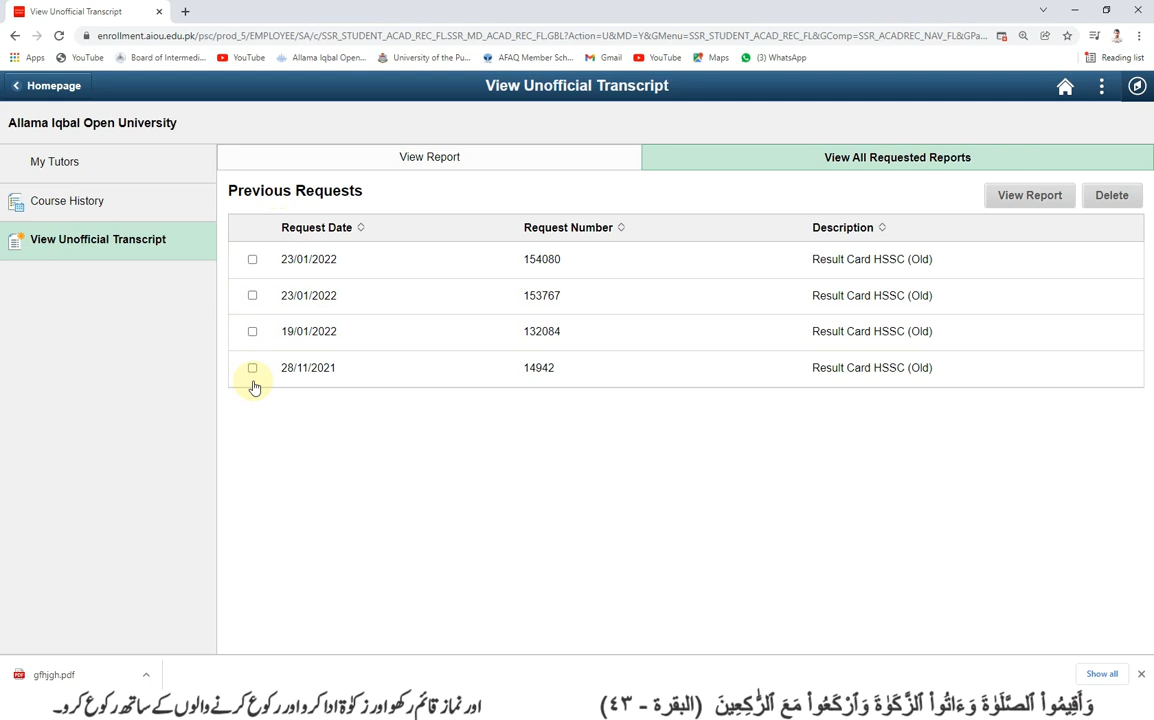 View Unofficial Transcript
enrollment.aiou.edu.pk/psc/prod_5/EMPLOYEE/SA/c/SSR_STUDENT_ACAD_REC_FL.SSR_MD_ACAD_REC_FL.GBL?Action=U&MD=Y&GMenu=SSR_STUDENT_ACAD_REC_FL&GComp=SSR_ACADREC_NAV_FL&GPa...
Apps YouTube Board of Intermedi... YouTube Allama Iqbal Open... University of the Pu... AFAQ Member Sch... Gmail YouTube Maps (3) WhatsApp Reading list
Homepage View Unofficial Transcript
Allama Iqbal Open University
My Tutors
Course History
View Unofficial Transcript
View Report View All Requested Reports
Previous Requests View Report Delete
Request Date Request Number Description
23/01/2022 154080 Result Card HSSC (Old)
23/01/2022 153767 Result Card HSSC (Old)
19/01/2022 132084 Result Card HSSC (Old)
28/11/2021 14942 Result Card HSSC (Old)
gfhjgh.pdf Show all
وَأَقِيمُواْ ٱلصَّلَوٰةَ وَءَاتُواْ ٱلزَّكَوٰةَ وَٱرۡكَعُواْ مَعَ ٱلرَّٰكِعِينَ (البقرة - ٤٣)
اور نماز قائم رکھو اور زکوٰۃ ادا کرو اور رکوع کرنے والوں کے ساتھ رکوع کرو۔